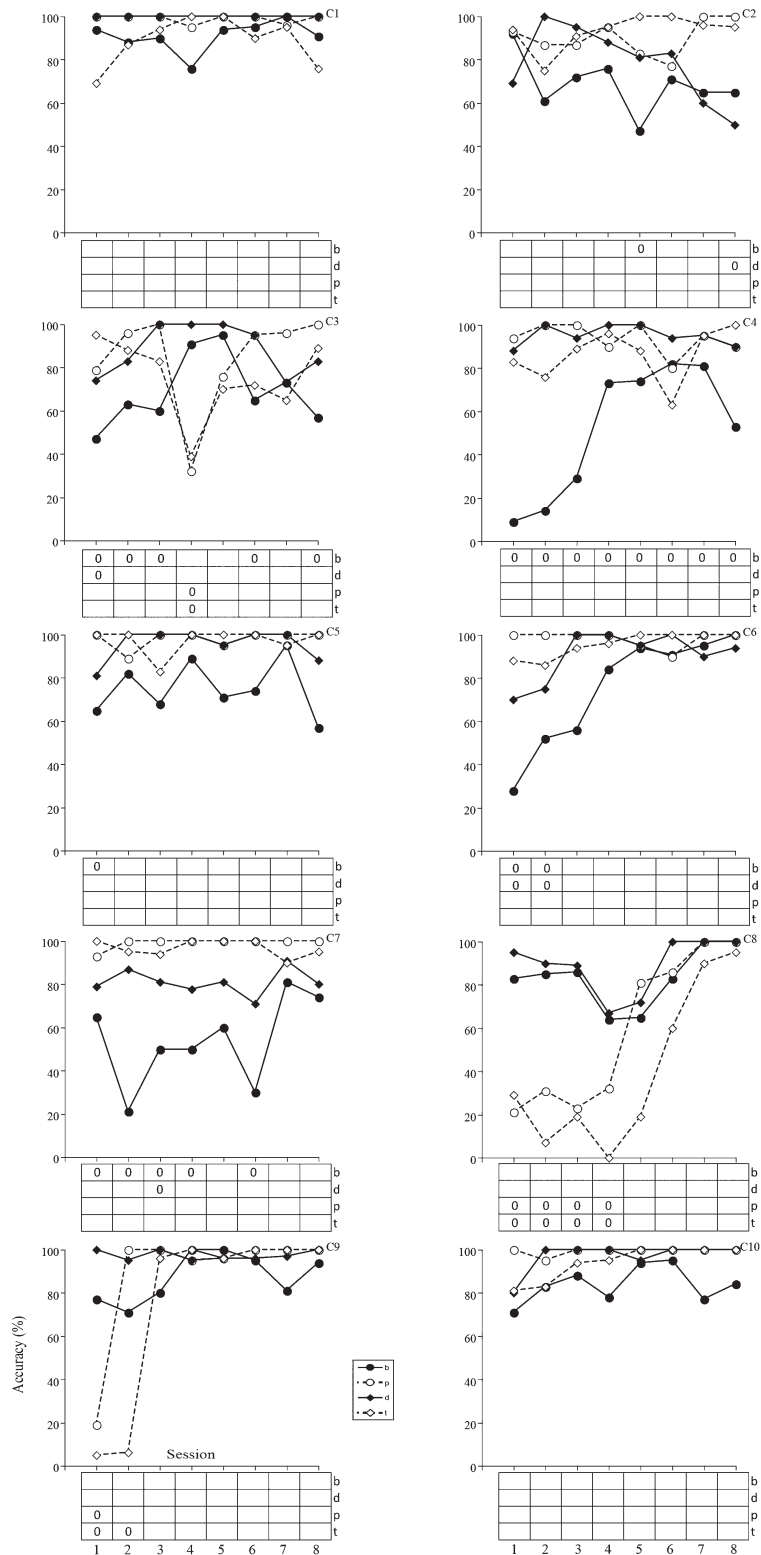 100 C1
80
60
40
20
0
b
d
p
t
100 C2
80
60
40
20
0
0 b
0 d
p
t
100 C3
80
60
40
20
0
0 0 0 0 0 b
0 d
0 p
0 t
100 C4
80
60
40
20
0
0 0 0 0 0 0 0 0 b
d
p
t
100 C5
80
60
40
20
0
0 b
d
p
t
100 C6
80
60
40
20
0
0 0 b
0 0 d
p
t
100 C7
80
60
40
20
0
0 0 0 0 0 b
0 d
p
t
100 C8
80
60
40
20
0
b
d
0 0 0 0 p
0 0 0 0 t
100 C9
80
60
40
20
0
Accuracy (%)
Session
b
d
0 p
0 0 t
1 2 3 4 5 6 7 8
b
p
d
t
100 C10
80
60
40
20
0
b
d
p
t
1 2 3 4 5 6 7 8